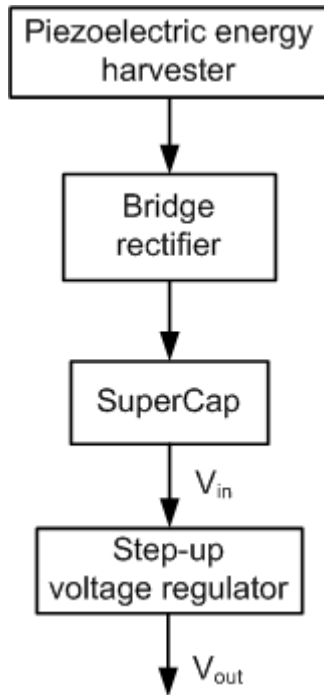 Piezoelectric energy
harvester
Bridge
rectifier
SuperCap
Vin
Step-up
voltage regulator
Vout